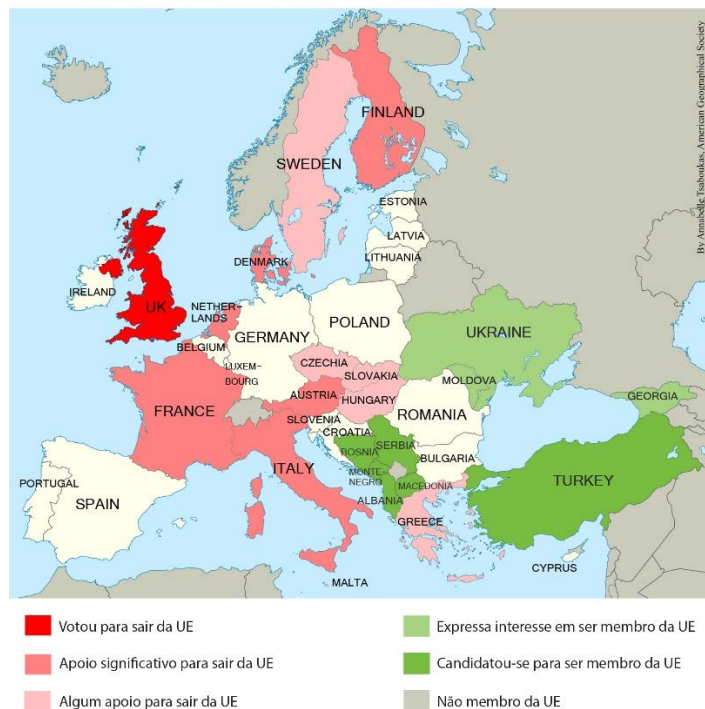 By Annabelle Tsaboukas, American Geographical Society
FINLAND
SWEDEN
ESTONIA
LATVIA
LITHUANIA
DENMARK
IRELAND
UK
NETHER-
LANDS
BELGIUM
LUXEM-
BOURG
GERMANY
POLAND
UKRAINE
CZECHIA
SLOVAKIA
MOLDOVA
AUSTRIA
HUNGARY
GEORGIA
FRANCE
SLOVENIA
CROATIA
ROMANIA
BOSNIA
SERBIA
ITALY
MONTE-
NEGRO
BULGARIA
MACEDONIA
ALBANIA
TURKEY
PORTUGAL
SPAIN
GREECE
MALTA
CYPRUS
Votou para sair da UE
Apoio significativo para sair da UE
Algum apoio para sair da UE
Expressa interesse em ser membro da UE
Candidatou-se para ser membro da UE
Não membro da UE